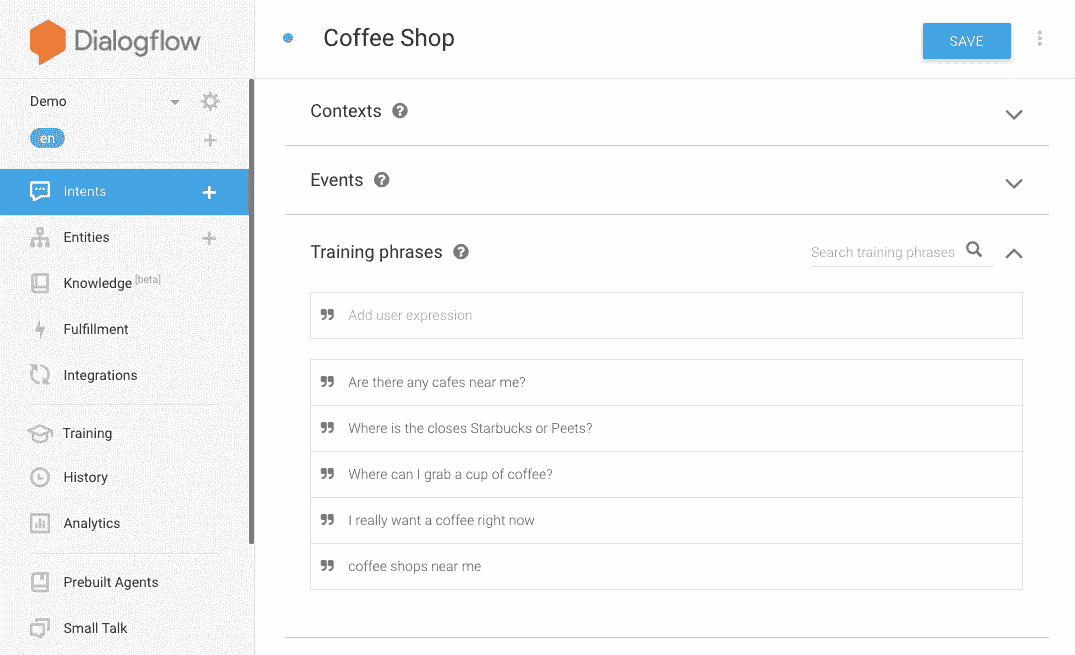 Dialogflow
Coffee Shop
SAVE
Demo
en
Intents
Entities
Knowledge [beta]
Fulfillment
Integrations
Training
History
Analytics
Prebuilt Agents
Small Talk
Contexts
Events
Training phrases
Search training phrases
Add user expression
Are there any cafes near me?
Where is the closes Starbucks or Peets?
Where can I grab a cup of coffee?
I really want a coffee right now
coffee shops near me